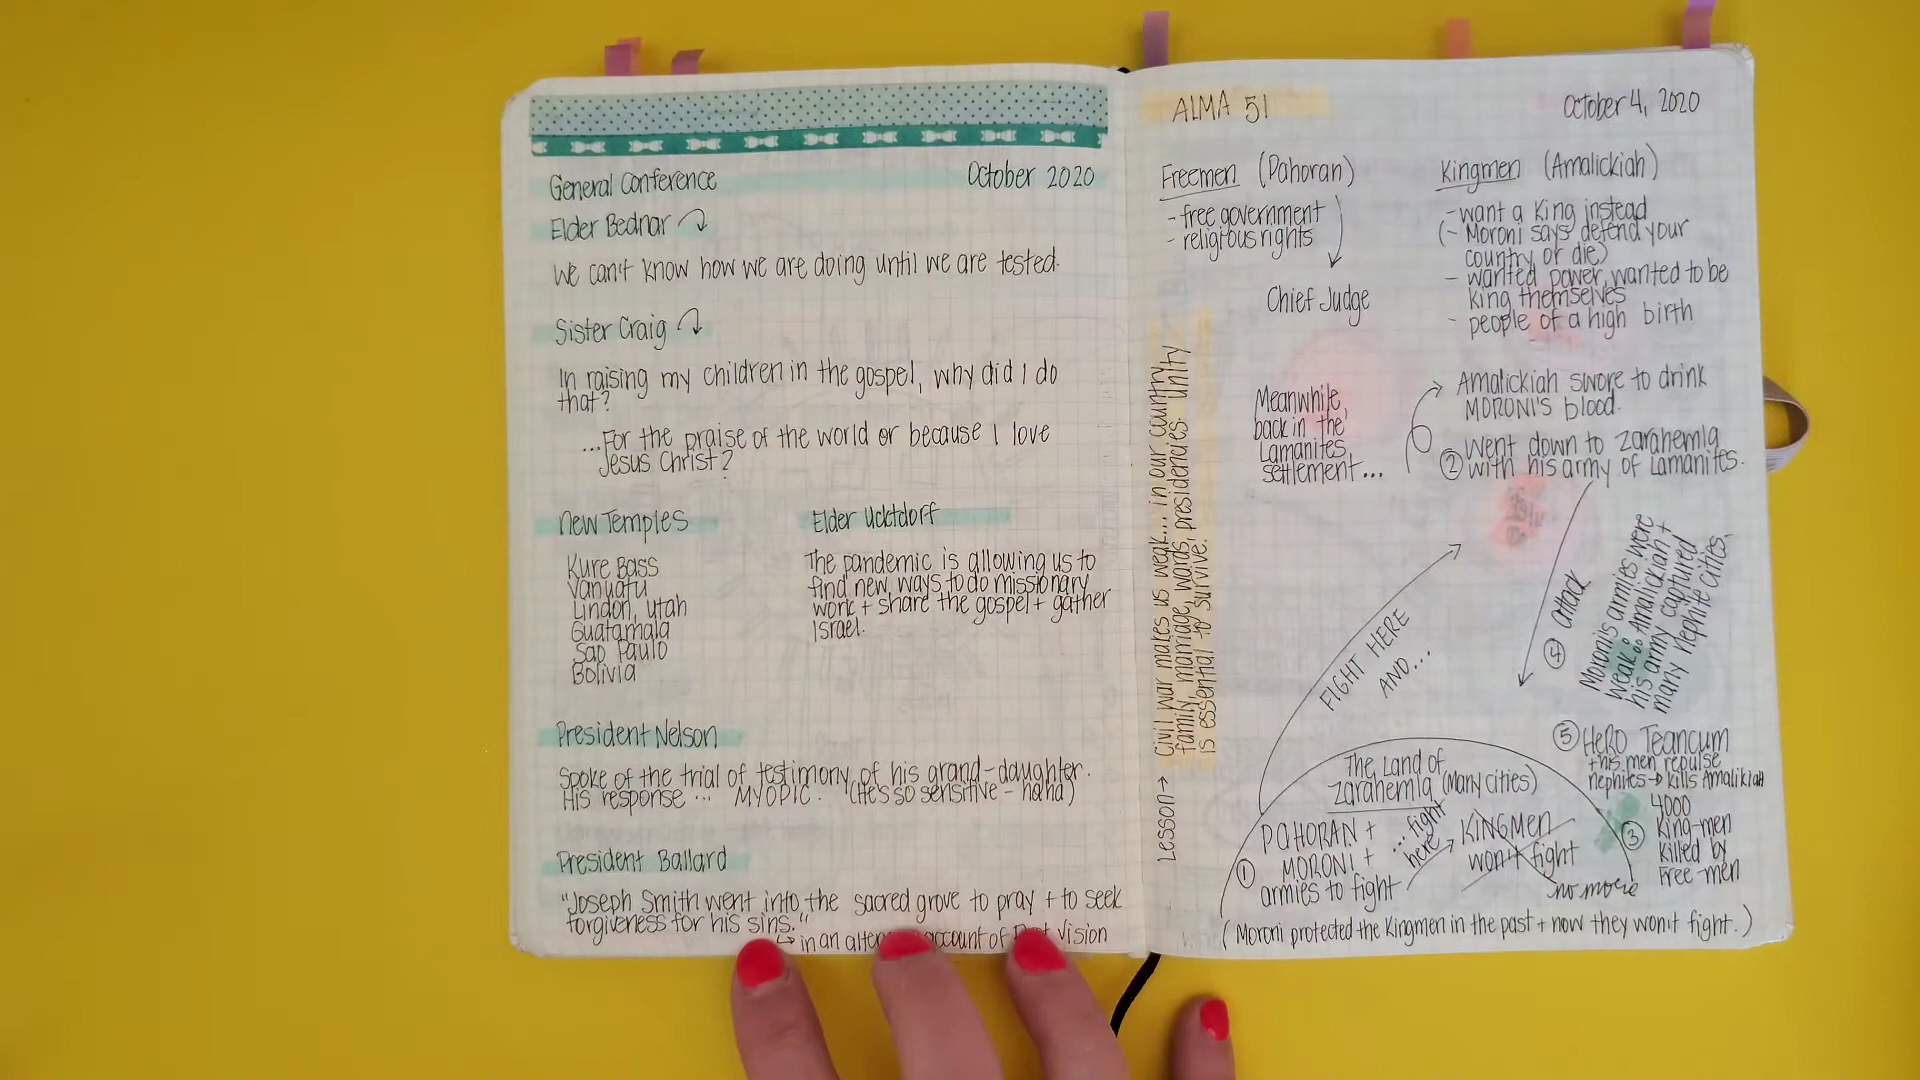 General Conference October 2020
Elder Bednar
We can't know how we are doing until we are tested.
Sister Craig
In raising my children in the gospel, why did I do
that?
...For the praise of the world or because I love
Jesus Christ?
New Temples
Kure Bass
Vanuatu
Lindon, Utah
Guatamala
Sao Paulo
Bolivia
Elder Ucktdorf
The pandemic is allowing us to
find new ways to do missionary
work + share the gospel + gather
Israel.
President Nelson
Spoke of the trial of testimony of his grand-daughter.
His response ... MYOPIC. (He's so sensitive - haha)
President Ballard
"Joseph Smith went into the sacred grove to pray + to seek
forgiveness for his sins."
↳ in an account of vision
ALMA 51 October 4, 2020
Freemen (Pahoran)
- free government
- religious rights
Chief Judge
Kingmen (Amalickiah)
- want a King instead
(- Moroni says defend your
country or die)
- wanted power, wanted to be
king themselves
- people of a high birth
Meanwhile,
back in the
Lamanites
settlement...
Amalickiah swore to drink
MORONI'S blood.
② Went down to Zarahemla
with his army of Lamanites.
Lesson → Civil war makes us weak... in our country,
family, marriage, wards, presidencies. Unity
is essential to survive.
FIGHT HERE
AND...
④ attack
Moroni's armies were
weak ∴ Amalickiah +
his army captured
many nephite cities.
⑤ HERO Teancum
+ his men repulse
nephites → kills Amalikiah
The Land of
Zarahemla (Many cities)
① PAHORAN +
MORONI +
armies to fight
...fight
here
KINGMEN
won't fight
no more
③ 4000
King-men
killed by
Free-men
(Moroni protected the Kingmen in the past + now they won't fight.)